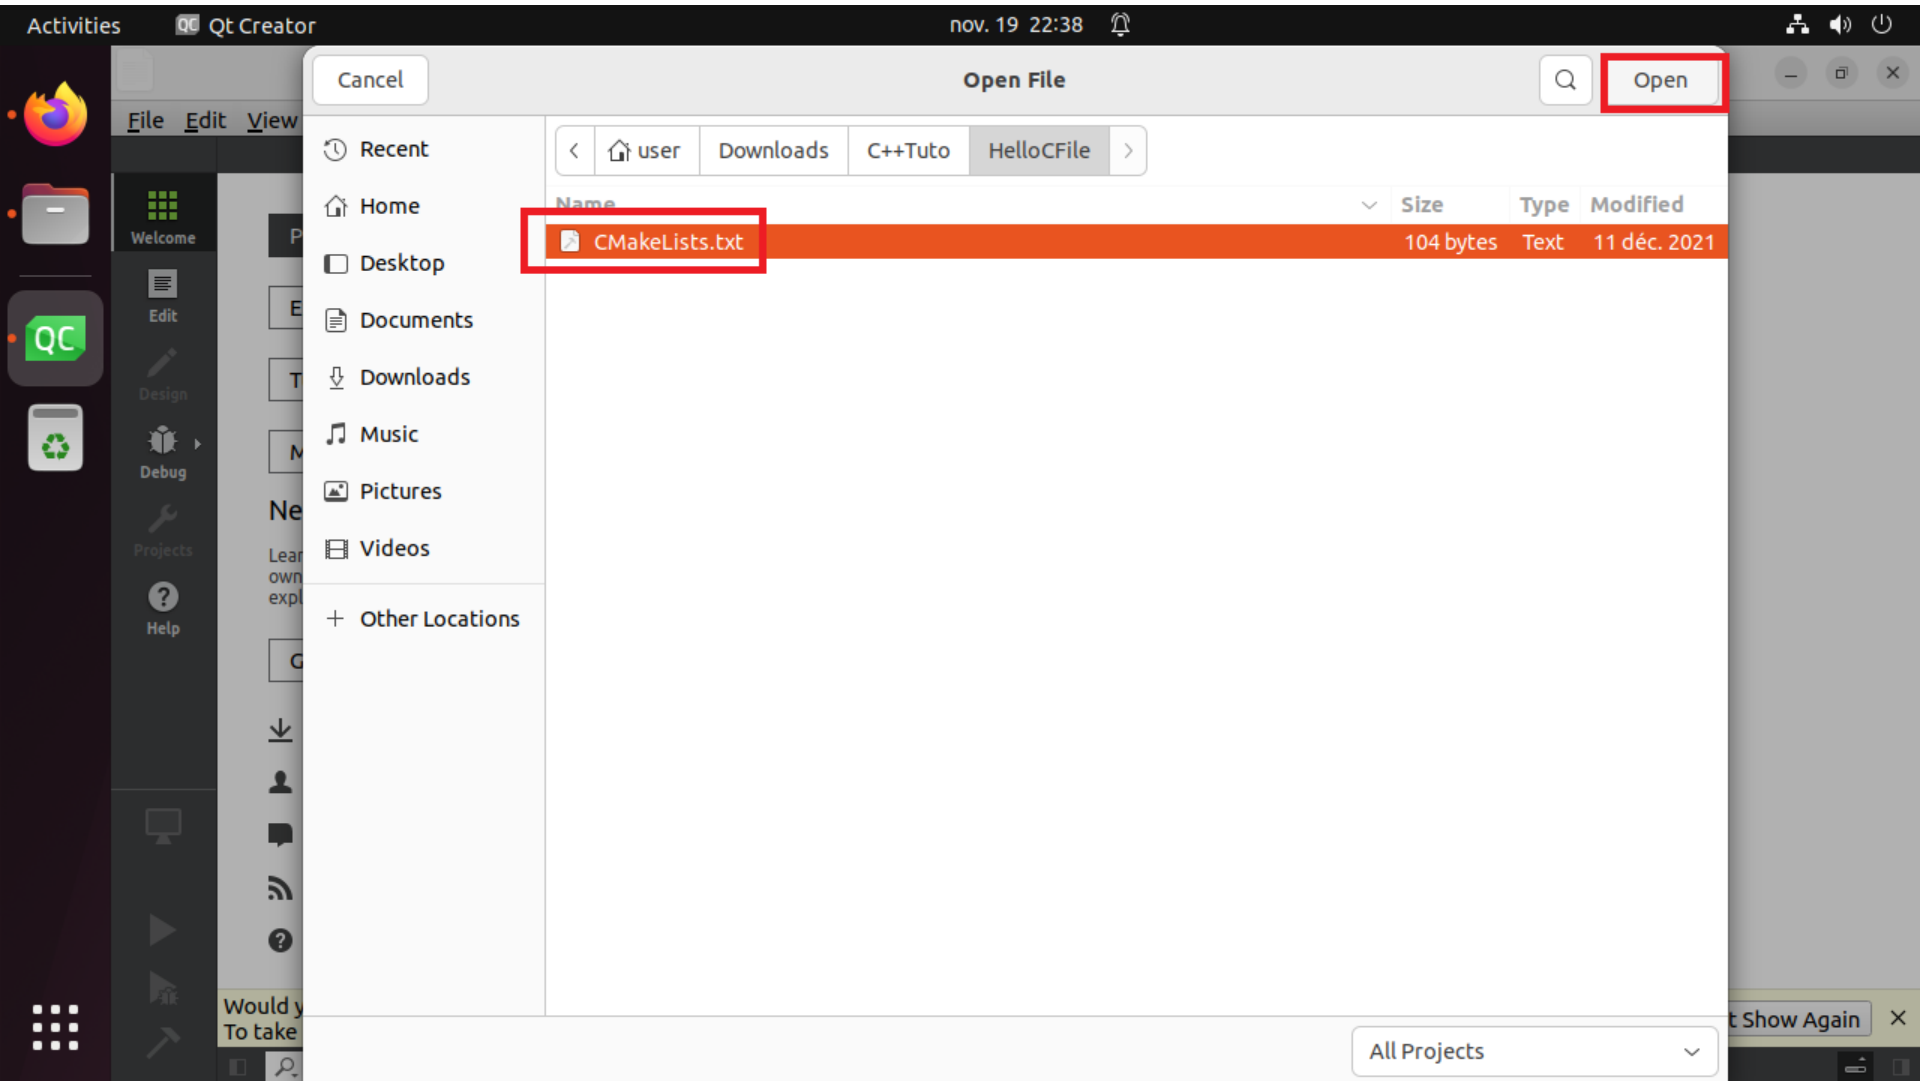 Activities QC Qt Creator nov. 19 22:38
Cancel Open File Open
File Edit View
Recent
user Downloads C++Tuto HelloCFile
Home
Name Size Type Modified
CMakeLists.txt 104 bytes Text 11 déc. 2021
Welcome P
Desktop
Edit E
Documents
QC
Design T
Downloads
Music
Debug M
Pictures
Ne
Projects
Videos
Lear
own
expl
Help
Other Locations
G
Would y
To take
t Show Again
All Projects